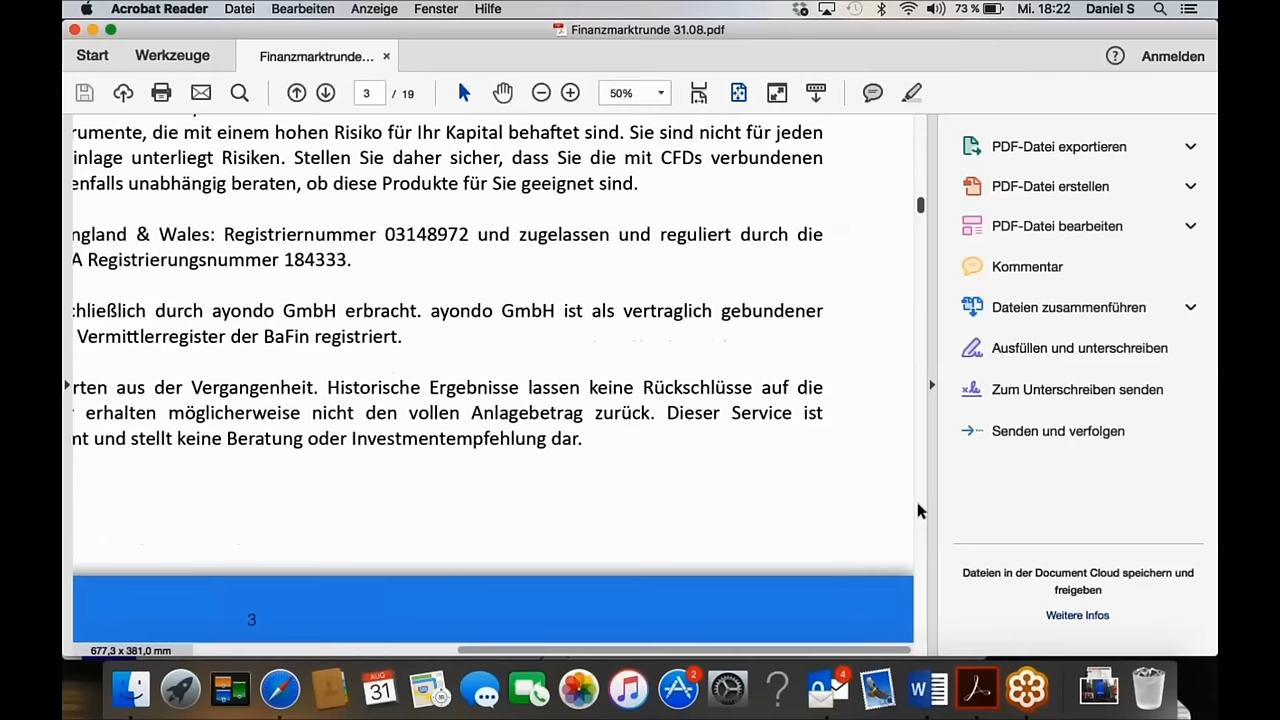 Acrobat Reader Datei Bearbeiten Anzeige Fenster Hilfe 73 % Mi. 18:22 Daniel S
Finanzmarktrunde 31.08.pdf
Start Werkzeuge Finanzmarktrunde... × Anmelden
3 / 19 50%
rumente, die mit einem hohen Risiko für Ihr Kapital behaftet sind. Sie sind nicht für jeden
inlage unterliegt Risiken. Stellen Sie daher sicher, dass Sie die mit CFDs verbundenen
enfalls unabhängig beraten, ob diese Produkte für Sie geeignet sind.
ngland & Wales: Registriernummer 03148972 und zugelassen und reguliert durch die
A Registrierungsnummer 184333.
chließlich durch ayondo GmbH erbracht. ayondo GmbH ist als vertraglich gebundener
Vermittlerregister der BaFin registriert.
rten aus der Vergangenheit. Historische Ergebnisse lassen keine Rückschlüsse auf die
erhalten möglicherweise nicht den vollen Anlagebetrag zurück. Dieser Service ist
mt und stellt keine Beratung oder Investmentempfehlung dar.
3
677,3 x 381,0 mm
PDF-Datei exportieren
PDF-Datei erstellen
PDF-Datei bearbeiten
Kommentar
Dateien zusammenführen
Ausfüllen und unterschreiben
Zum Unterschreiben senden
Senden und verfolgen
Dateien in der Document Cloud speichern und
freigeben
Weitere Infos
AUG
31
2
4
W